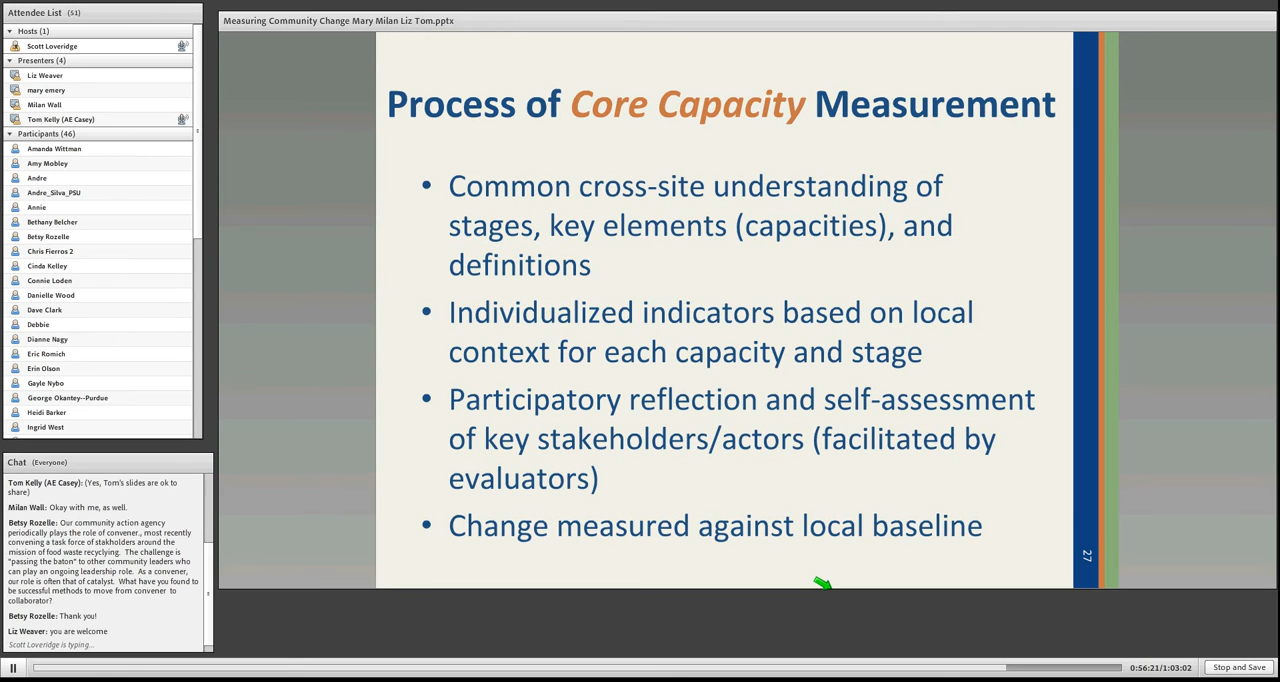 Attendee List (51)
Hosts (1)
Scott Loveridge
Presenters (4)
Liz Weaver
mary emery
Milan Wall
Tom Kelly (AE Casey)
Participants (46)
Amanda Wittman
Amy Mobley
Andre
Andre_Silva_PSU
Annie
Bethany Belcher
Betsy Rozelle
Chris Fierros 2
Cinda Kelley
Connie Loden
Danielle Wood
Dave Clark
Debbie
Dianne Nagy
Eric Romich
Erin Olson
Gayle Nybo
George Okantey--Purdue
Heidi Barker
Ingrid West
Chat (Everyone)
Tom Kelly (AE Casey): (Yes, Tom's slides are ok to
share)
Milan Wall: Okay with me, as well.
Betsy Rozelle: Our community action agency
periodically plays the role of convener., most recently
convening a task force of stakholders around the
mission of food waste recyclying. The challenge is
"passing the baton" to other community leaders who
can play an ongoing leadership role. As a convener,
our role is often that of catalyst. What have you found to
be successful methods to move from convener to
collaborator?
Betsy Rozelle: Thank you!
Liz Weaver: you are welcome
Scott Loveridge is typing...
Measuring Community Change Mary Milan Liz Tom.pptx
Process of Core Capacity Measurement
• Common cross-site understanding of
stages, key elements (capacities), and
definitions
• Individualized indicators based on local
context for each capacity and stage
• Participatory reflection and self-assessment
of key stakeholders/actors (facilitated by
evaluators)
• Change measured against local baseline
27
0:56:21/1:03:02
Stop and Save